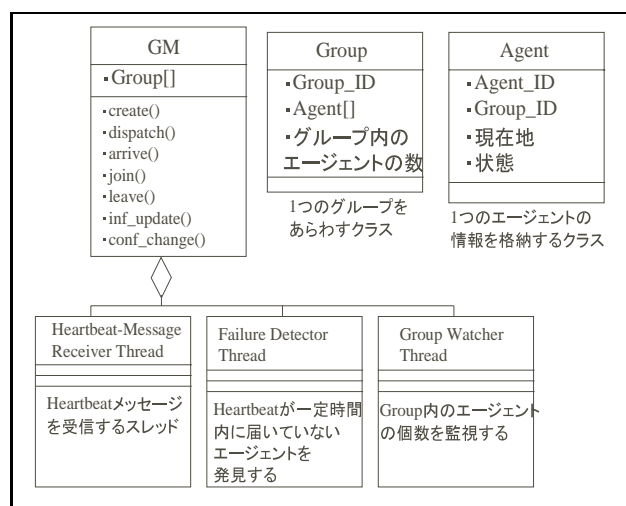 GM
▪Group[]
▪create()
▪dispatch()
▪arrive()
▪join()
▪leave()
▪inf_update()
▪conf_change()
Group
▪Group_ID
▪Agent[]
▪グループ内の
エージェントの数
1つのグループを
あらわすクラス
Agent
▪Agent_ID
▪Group_ID
▪現在地
▪状態
1つのエージェントの
情報を格納するクラス
Heartbeat-Message
Receiver Thread
Heartbeatメッセージ
を受信するスレッド
Failure Detector
Thread
Heartbeatが一定時間
内に届いていない
エージェントを
発見する
Group Watcher
Thread
Group内のエージェント
の個数を監視する